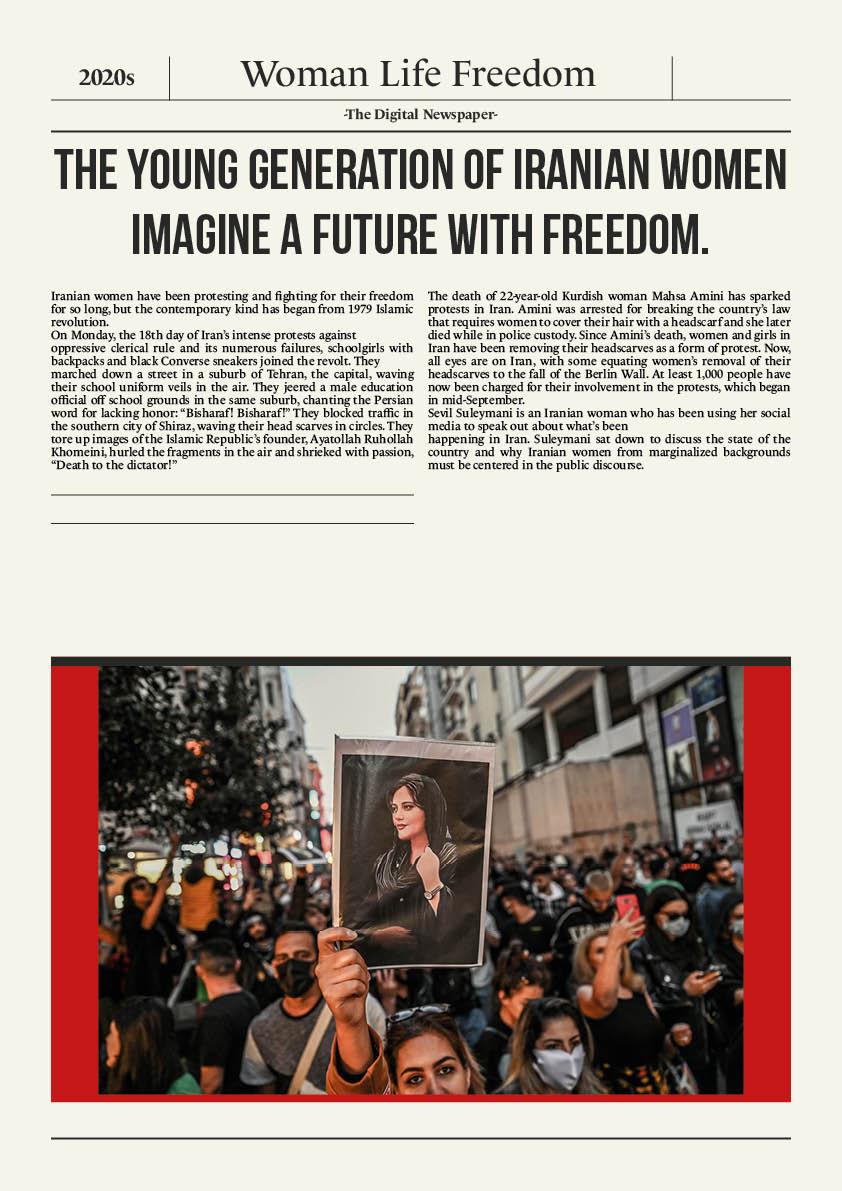 2020s
Woman Life Freedom
-The Digital Newspaper-
THE YOUNG GENERATION OF IRANIAN WOMEN
IMAGINE A FUTURE WITH FREEDOM.
Iranian women have been protesting and fighting for their freedom
for so long, but the contemporary kind has began from 1979 Islamic
revolution.
On Monday, the 18th day of Iran's intense protests against
oppressive clerical rule and its numerous failures, schoolgirls with
backpacks and black Converse sneakers joined the revolt. They
marched down a street in a suburb of Tehran, the capital, waving
their school uniform veils in the air. They jeered a male education
official off school grounds in the same suburb, chanting the Persian
word for lacking honor: “Bisharaf! Bisharaf!” They blocked traffic in
the southern city of Shiraz, waving their head scarves in circles. They
tore up images of the Islamic Republic's founder, Ayatollah Ruhollah
Khomeini, hurled the fragments in the air and shrieked with passion,
“Death to the dictator!”
The death of 22-year-old Kurdish woman Mahsa Amini has sparked
protests in Iran. Amini was arrested for breaking the country's law
that requires women to cover their hair with a headscarf and she later
died while in police custody. Since Amini's death, women and girls in
Iran have been removing their headscarves as a form of protest. Now,
all eyes are on Iran, with some equating women's removal of their
headscarves to the fall of the Berlin Wall. At least 1,000 people have
now been charged for their involvement in the protests, which began
in mid-September.
Sevil Suleymani is an Iranian woman who has been using her social
media to speak out about what's been
happening in Iran. Suleymani sat down to discuss the state of the
country and why Iranian women from marginalized backgrounds
must be centered in the public discourse.